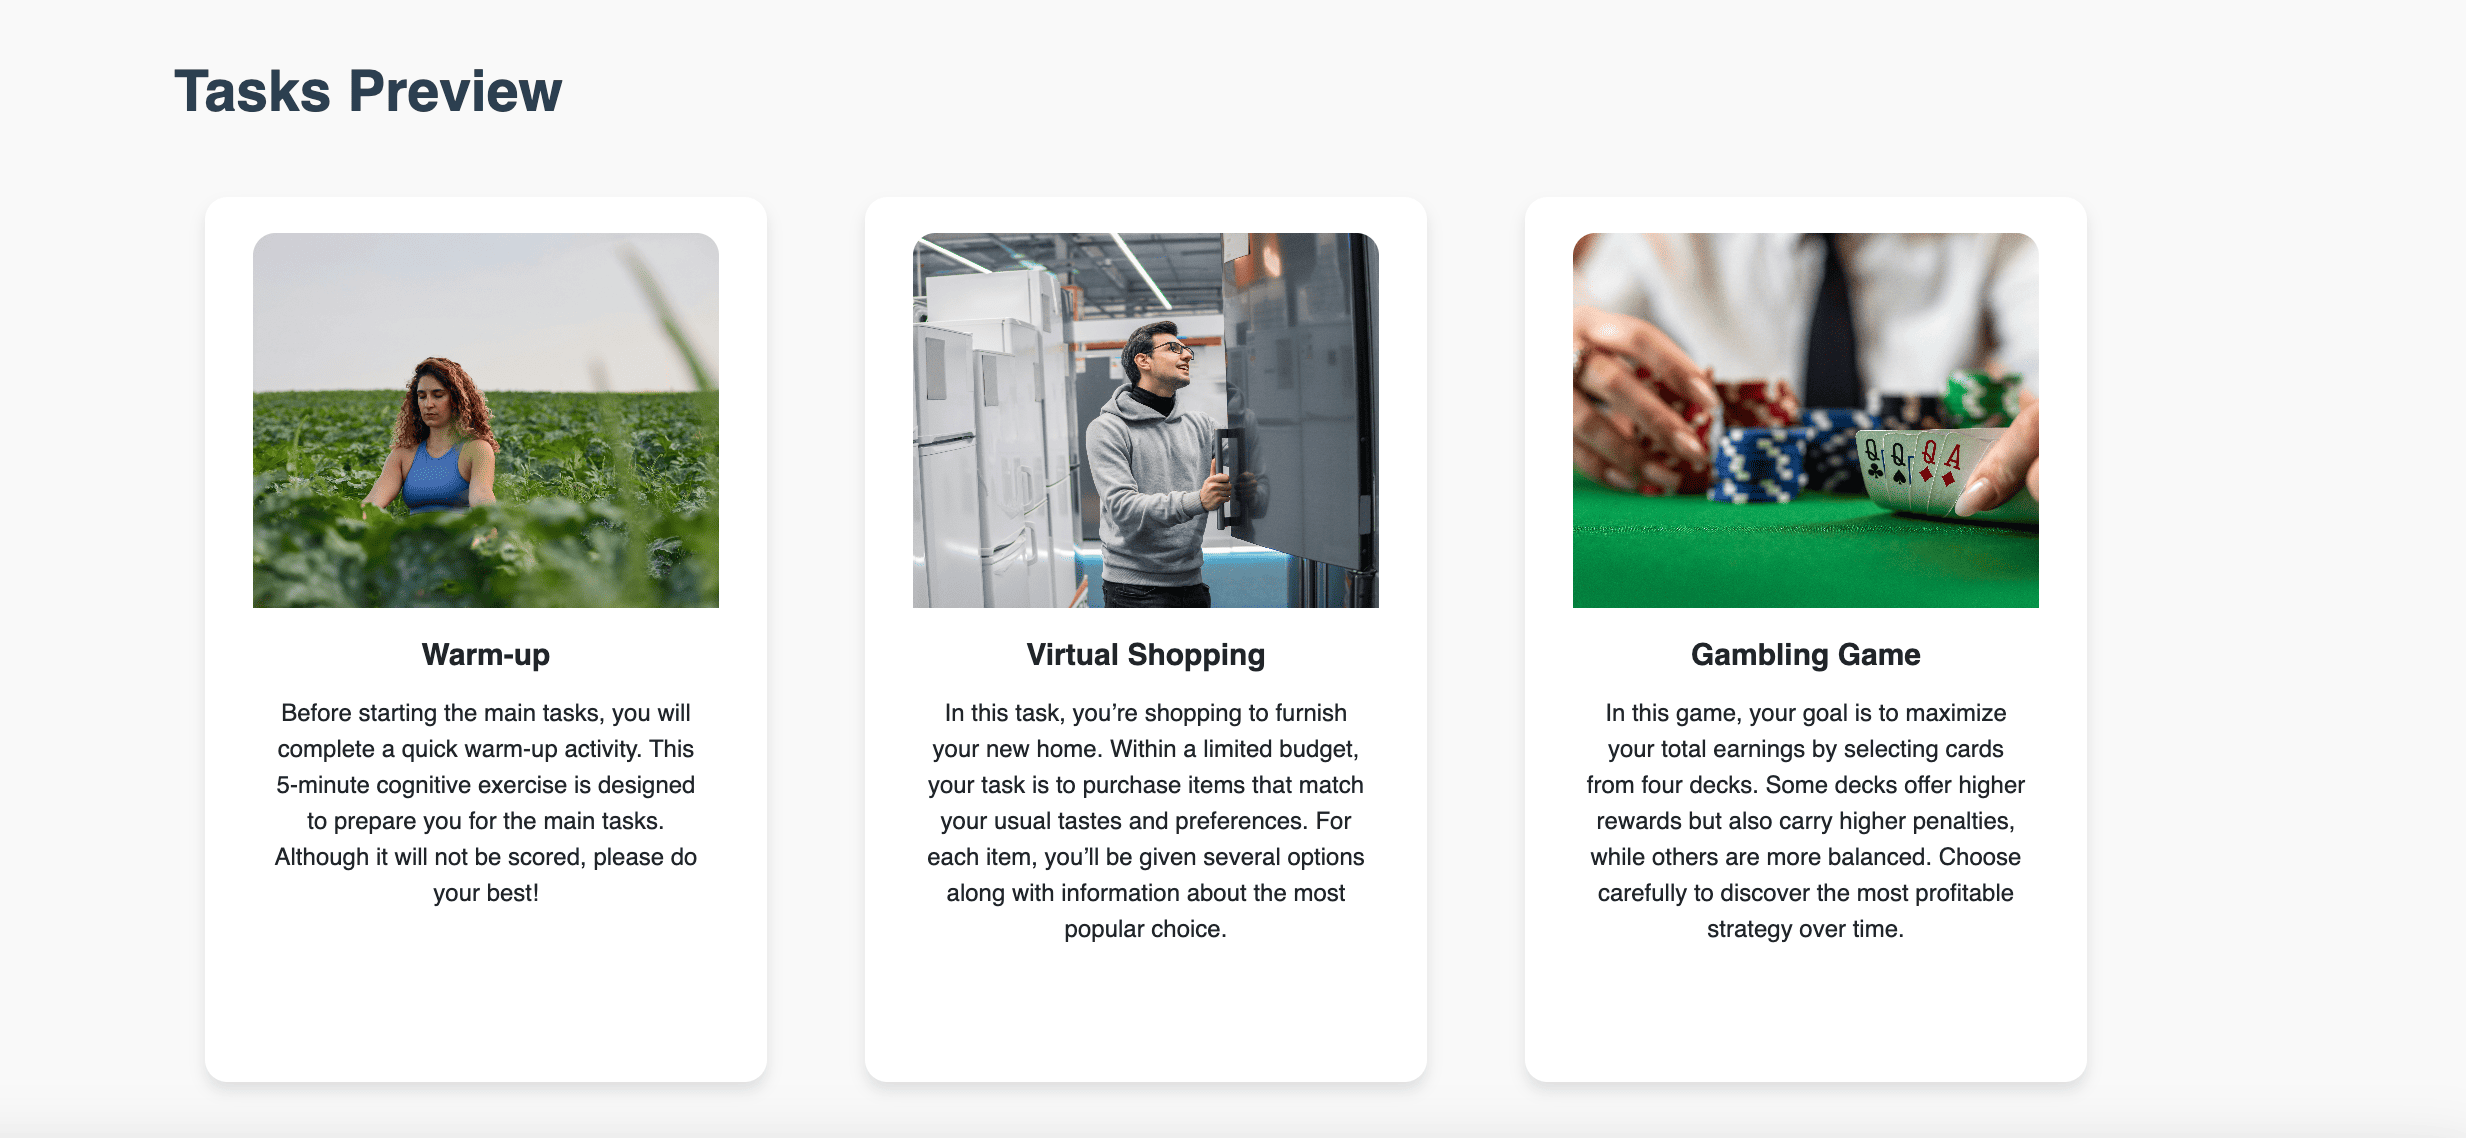 Tasks Preview
Warm-up
Before starting the main tasks, you will
complete a quick warm-up activity. This
5-minute cognitive exercise is designed
to prepare you for the main tasks.
Although it will not be scored, please do
your best!
Virtual Shopping
In this task, you’re shopping to furnish
your new home. Within a limited budget,
your task is to purchase items that match
your usual tastes and preferences. For
each item, you’ll be given several options
along with information about the most
popular choice.
Q Q Q A
Gambling Game
In this game, your goal is to maximize
your total earnings by selecting cards
from four decks. Some decks offer higher
rewards but also carry higher penalties,
while others are more balanced. Choose
carefully to discover the most profitable
strategy over time.